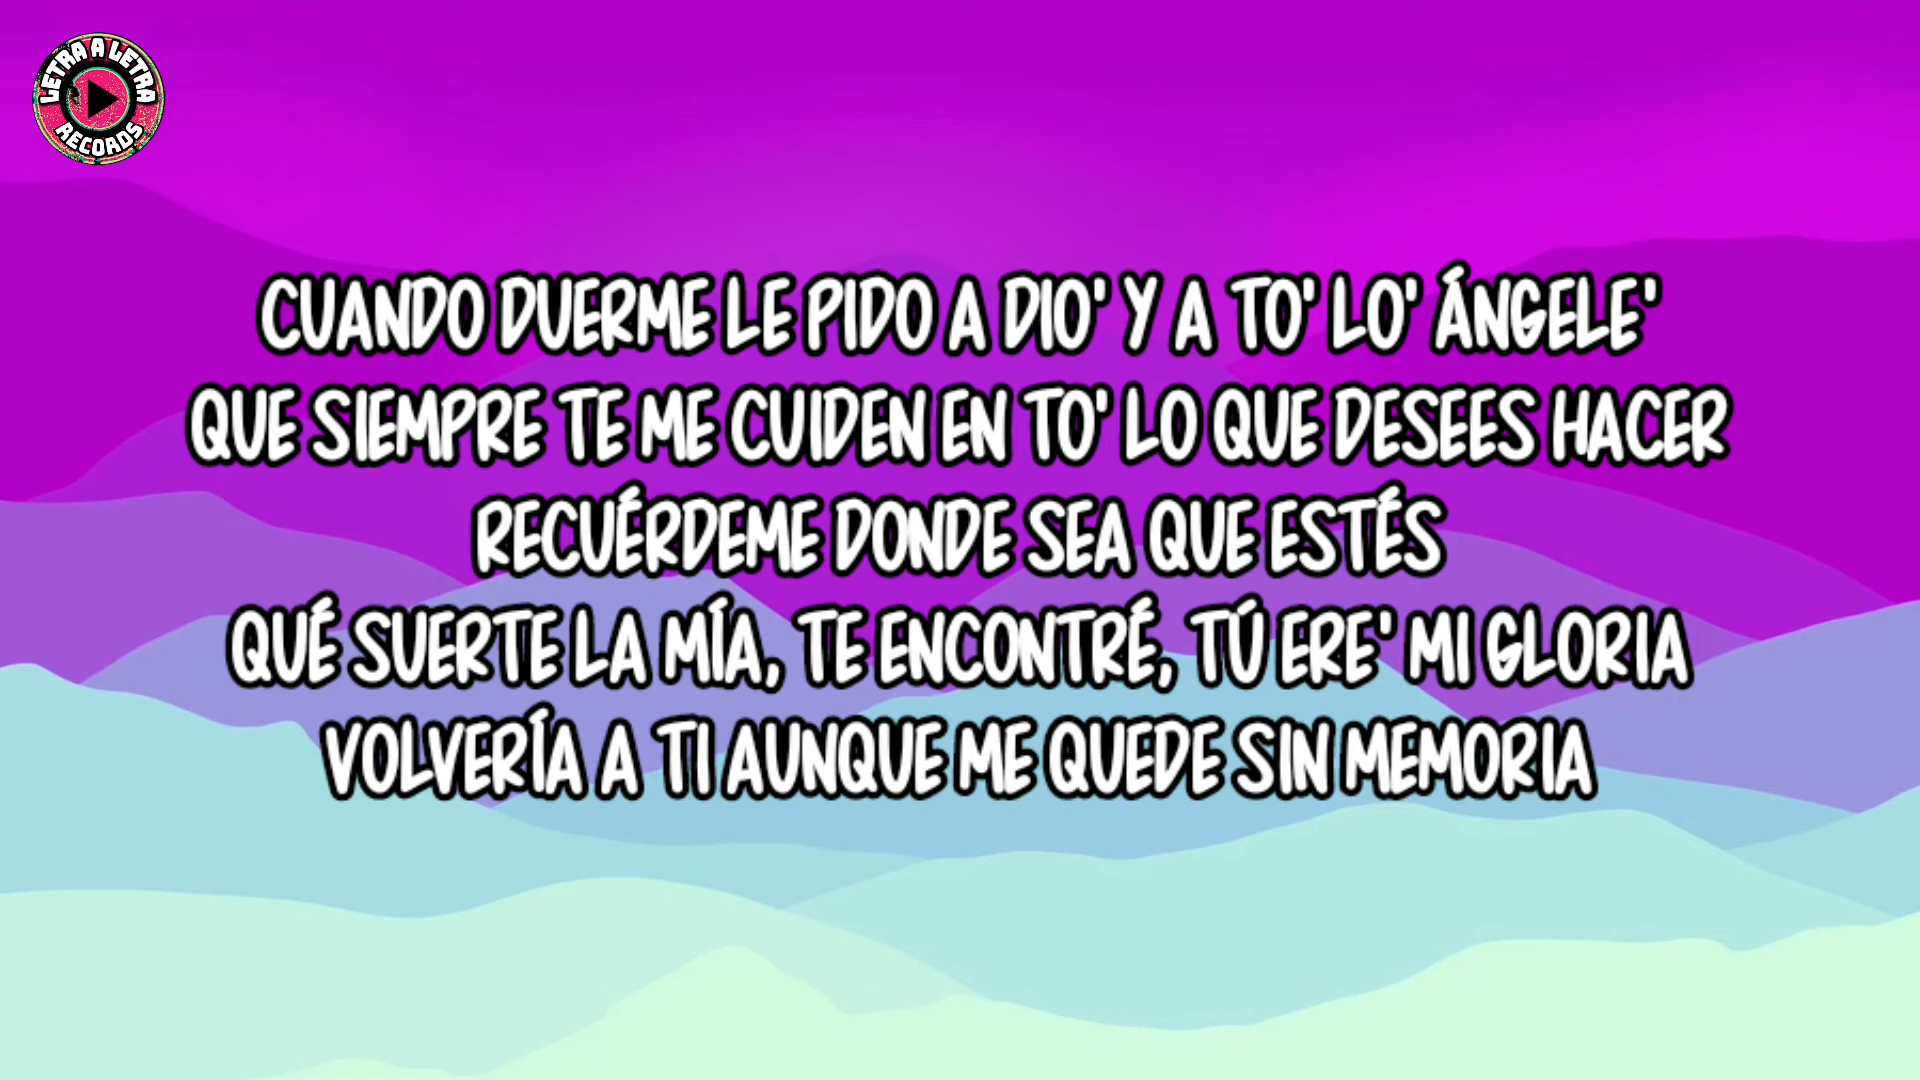 LETRA A LETRA
RECORDS
CUANDO DUERME LE PIDO A DIO' Y A TO' LO' ÁNGELE'
QUE SIEMPRE TE ME CUIDEN EN TO' LO QUE DESEES HACER
RECUÉRDEME DONDE SEA QUE ESTÉS
QUÉ SUERTE LA MÍA, TE ENCONTRÉ, TÚ ERE' MI GLORIA
VOLVERÍA A TI AUNQUE ME QUEDE SIN MEMORIA